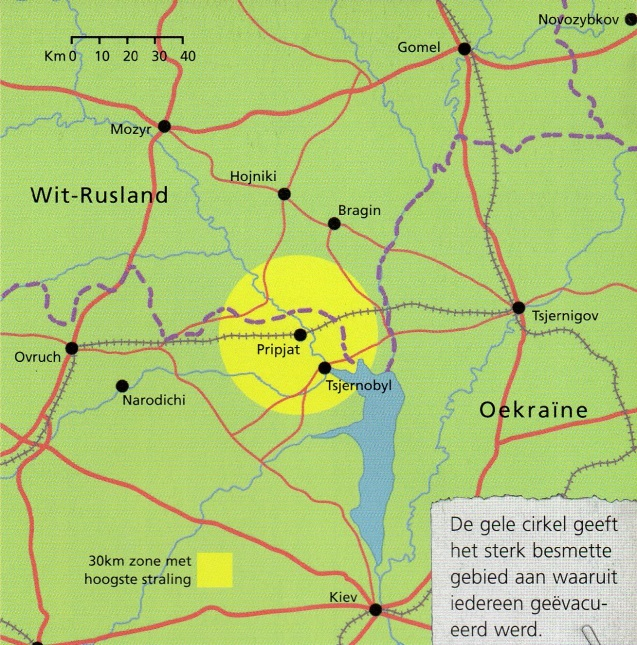 Novozybkov
Gomel
Km 0 10 20 30 40
Mozyr
Hojniki
Wit-Rusland
Bragin
Tsjernigov
Pripjat
Ovruch
Tsjernobyl
Narodichi
Oekraïne
De gele cirkel geeft
het sterk besmette
gebied aan waaruit
iedereen geëvacu-
eerd werd.
30km zone met
hoogste straling
Kiev